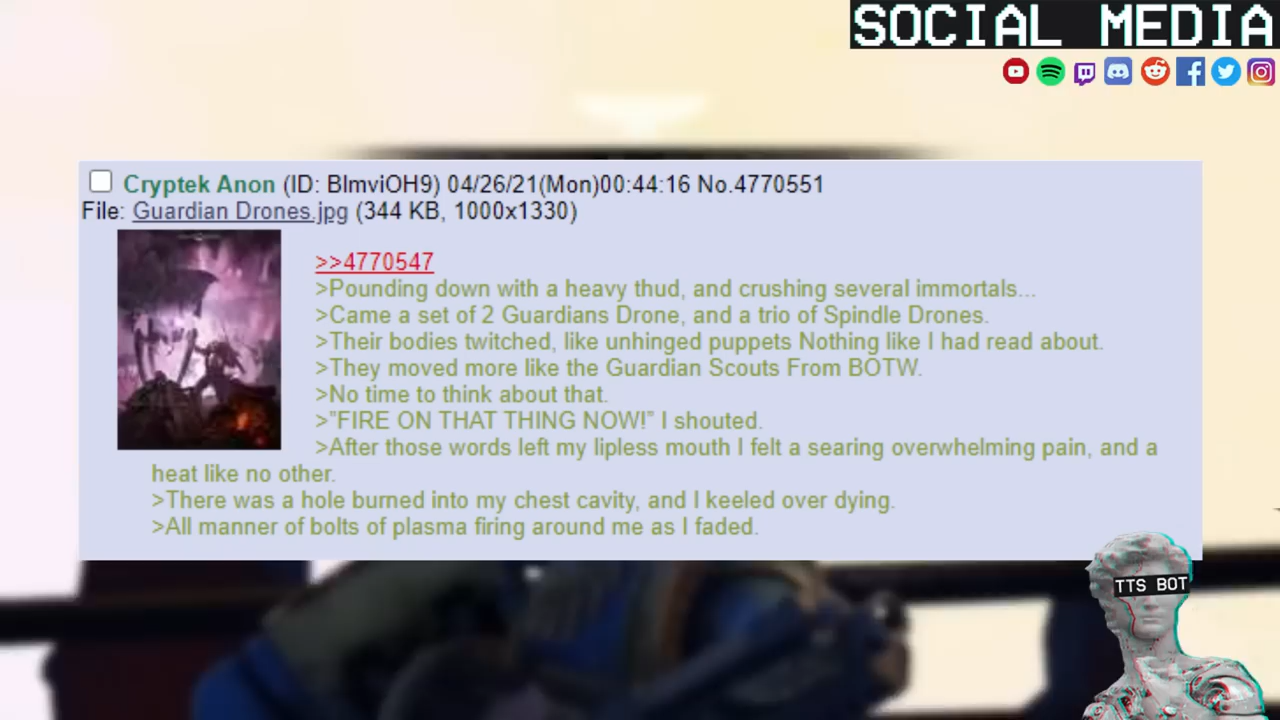 SOCIAL MEDIA
Cryptek Anon (ID: BlmviOH9) 04/26/21(Mon)00:44:16 No.4770551
File: Guardian Drones.jpg (344 KB, 1000x1330)
>>4770547
>Pounding down with a heavy thud, and crushing several immortals...
>Came a set of 2 Guardians Drone, and a trio of Spindle Drones.
>Their bodies twitched, like unhinged puppets Nothing like I had read about.
>They moved more like the Guardian Scouts From BOTW.
>No time to think about that.
>"FIRE ON THAT THING NOW!” I shouted.
>After those words left my lipless mouth I felt a searing overwhelming pain, and a
heat like no other.
>There was a hole burned into my chest cavity, and I keeled over dying.
>All manner of bolts of plasma firing around me as I faded.
TTS BOT